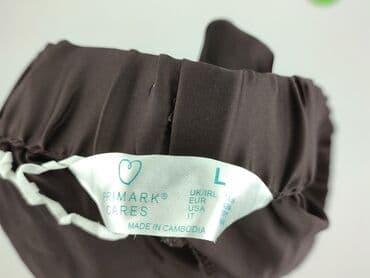 PRIMARK®
CARES
L
UK/IRL
EUR
USA
IT
MADE IN CAMBODIA